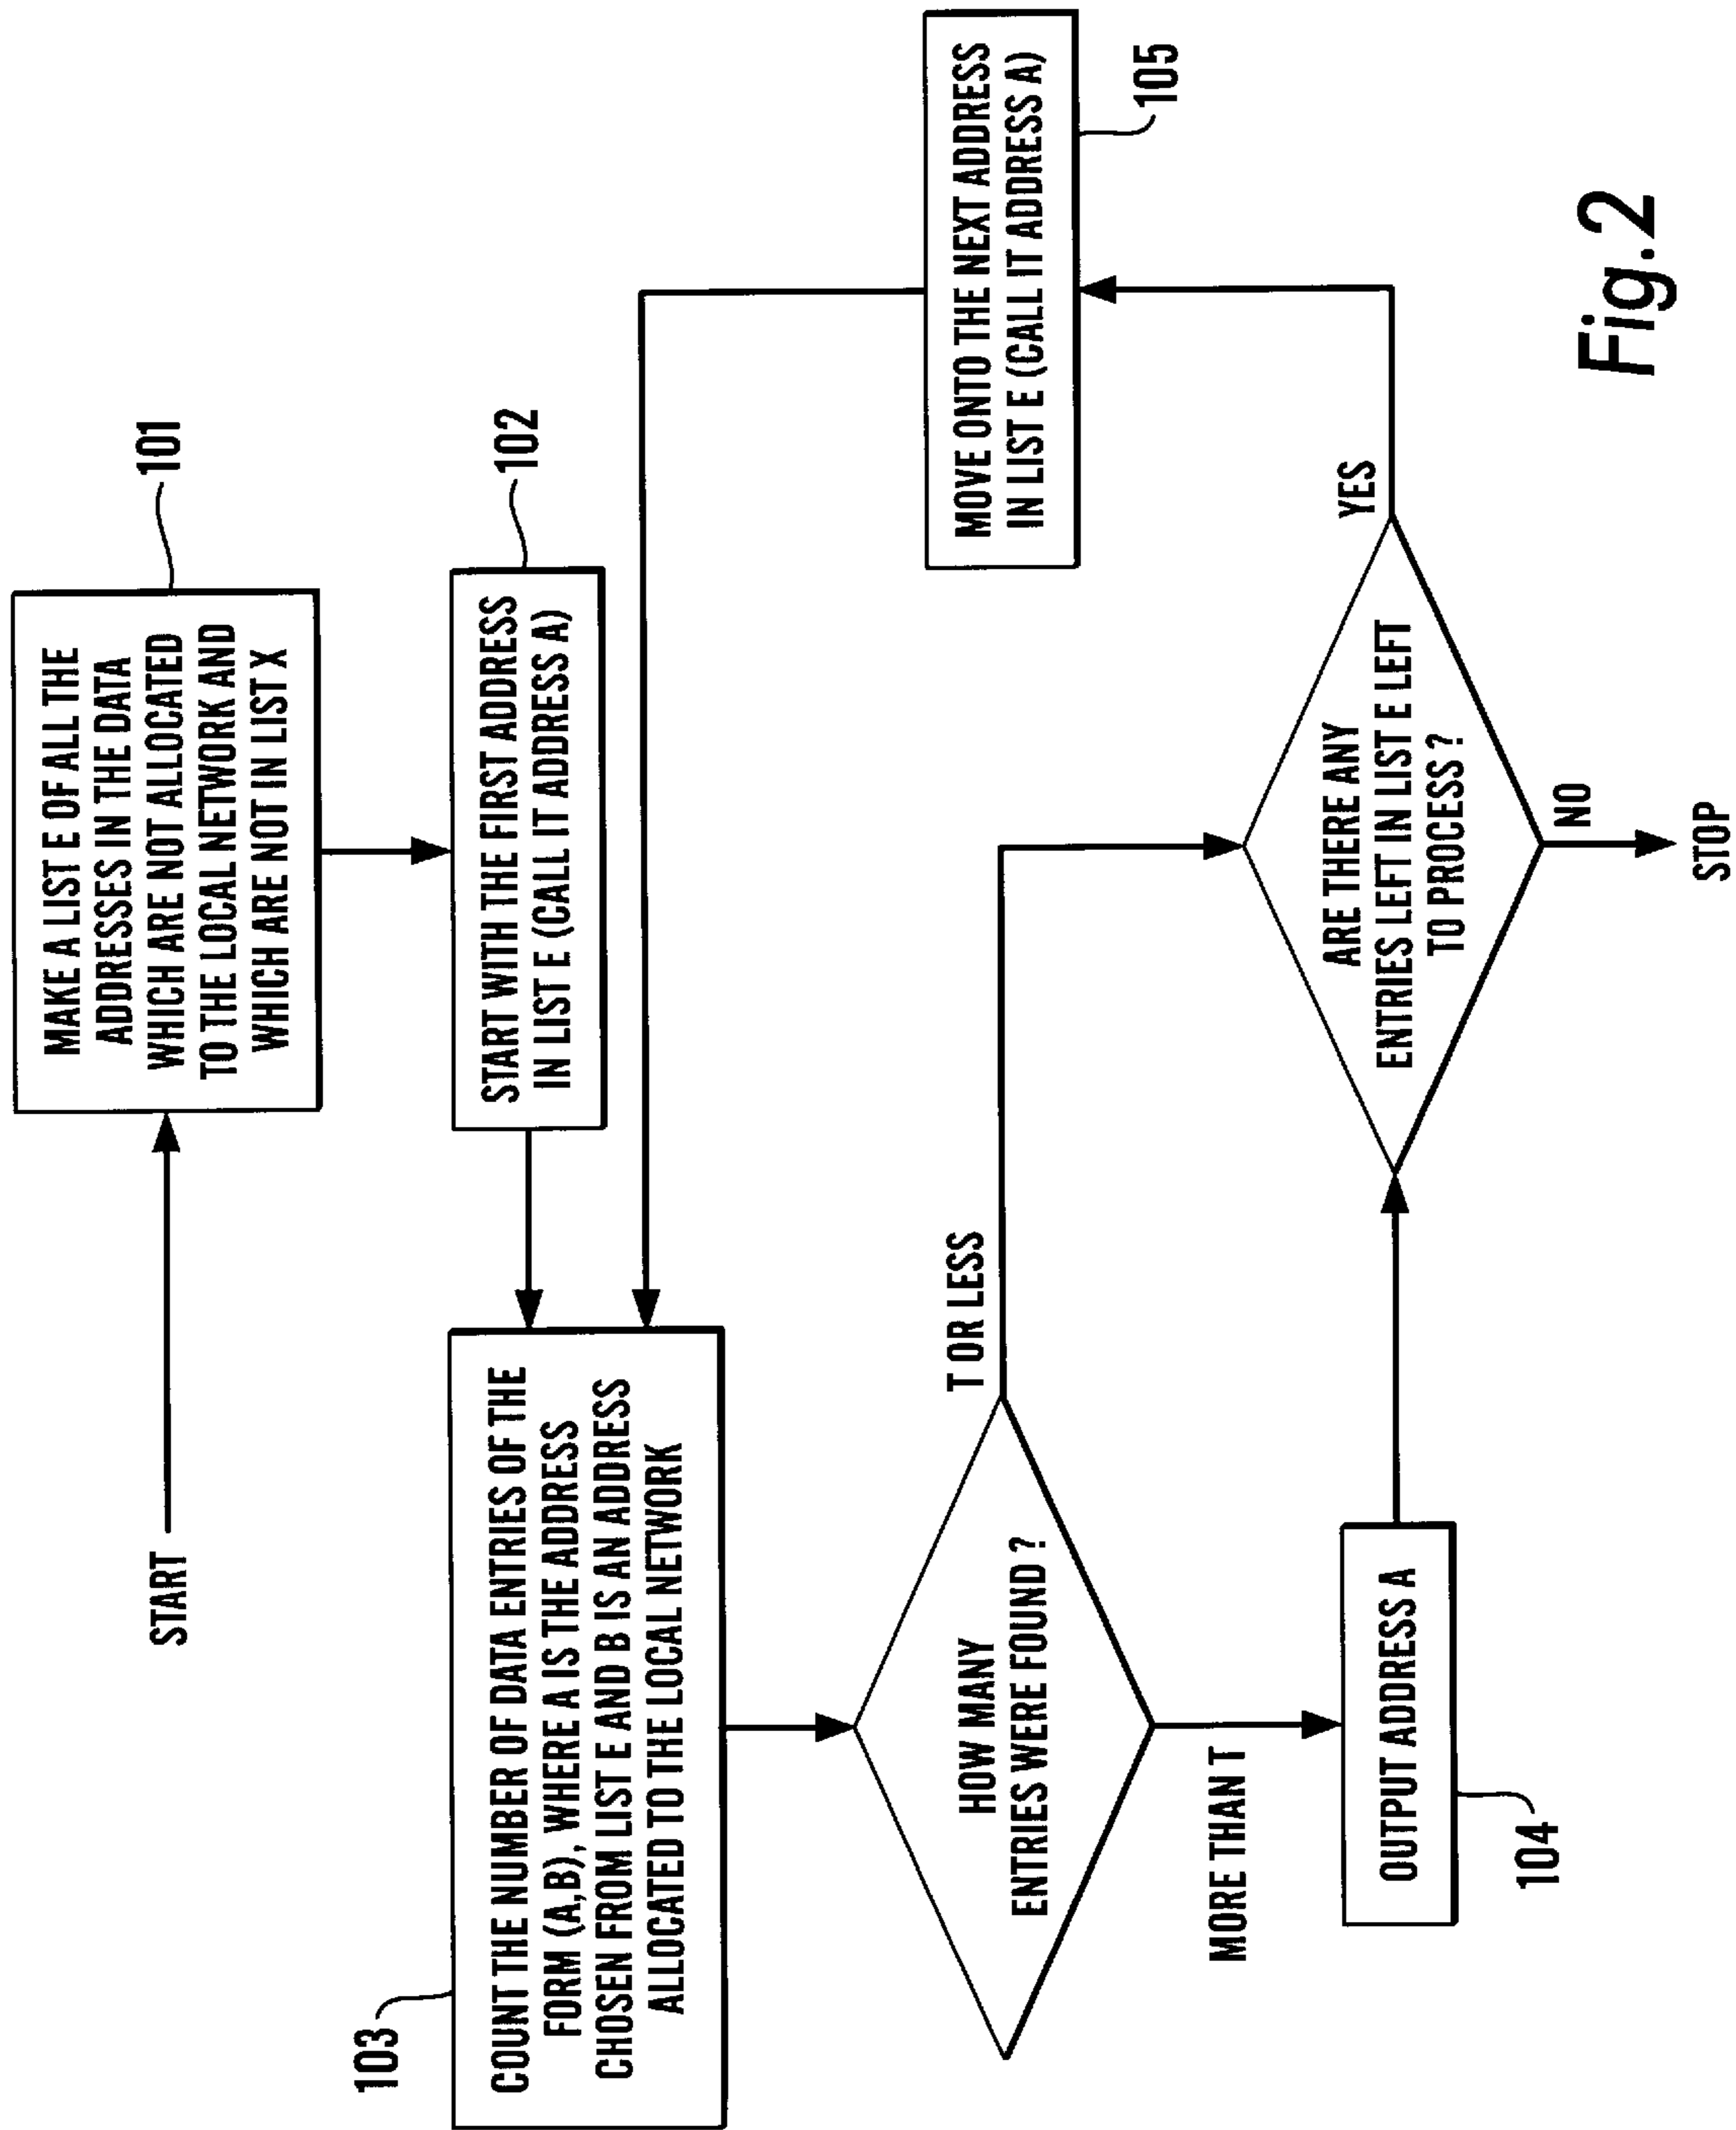 START
MAKE A LIST E OF ALL THE
ADDRESSES IN THE DATA
WHICH ARE NOT ALLOCATED
TO THE LOCAL NETWORK AND
WHICH ARE NOT IN LIST X
101
START WITH THE FIRST ADDRESS
IN LIST E (CALL IT ADDRESS A)
102
103
COUNT THE NUMBER OF DATA ENTRIES OF THE
FORM (A,B), WHERE A IS THE ADDRESS
CHOSEN FROM LIST E AND B IS AN ADDRESS
ALLOCATED TO THE LOCAL NETWORK
HOW MANY
ENTRIES WERE FOUND ?
T OR LESS
MORE THAN T
OUTPUT ADDRESS A
104
ARE THERE ANY
ENTRIES LEFT IN LIST E LEFT
TO PROCESS ?
YES
NO
STOP
MOVE ONTO THE NEXT ADDRESS
IN LIST E (CALL IT ADDRESS A)
105
Fig.2